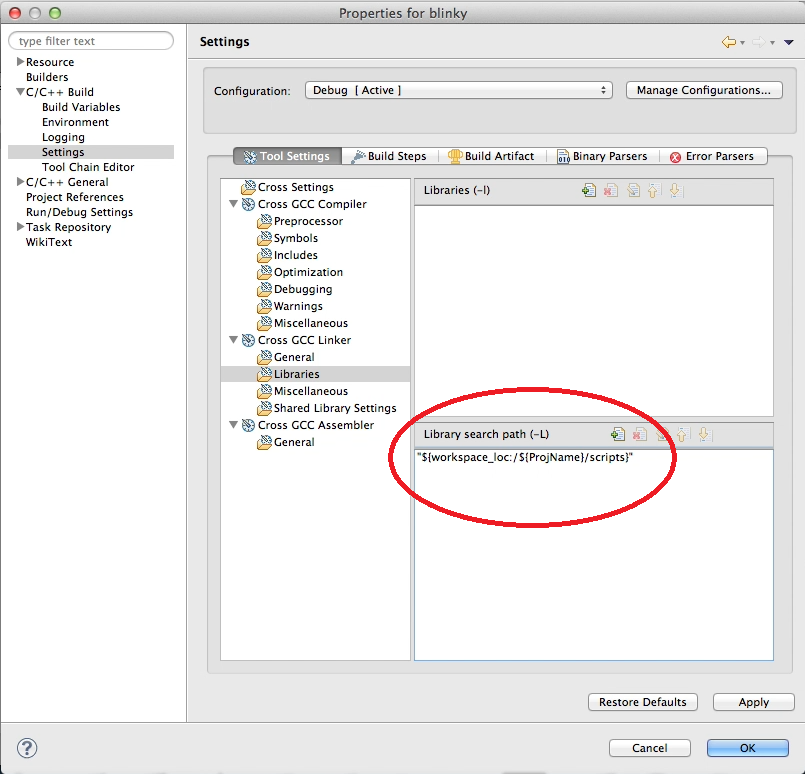 Properties for blinky
type filter text
Settings
Resource
Builders
C/C++ Build
Build Variables
Environment
Logging
Settings
Tool Chain Editor
C/C++ General
Project References
Run/Debug Settings
Task Repository
WikiText
Configuration:
Debug [ Active ]
Manage Configurations...
Tool Settings
Build Steps
Build Artifact
Binary Parsers
Error Parsers
Cross Settings
Cross GCC Compiler
Preprocessor
Symbols
Includes
Optimization
Debugging
Warnings
Miscellaneous
Cross GCC Linker
General
Libraries
Miscellaneous
Shared Library Settings
Cross GCC Assembler
General
Libraries (-l)
Library search path (-L)
"${workspace_loc:/${ProjName}/scripts}"
Restore Defaults
Apply
?
Cancel
OK